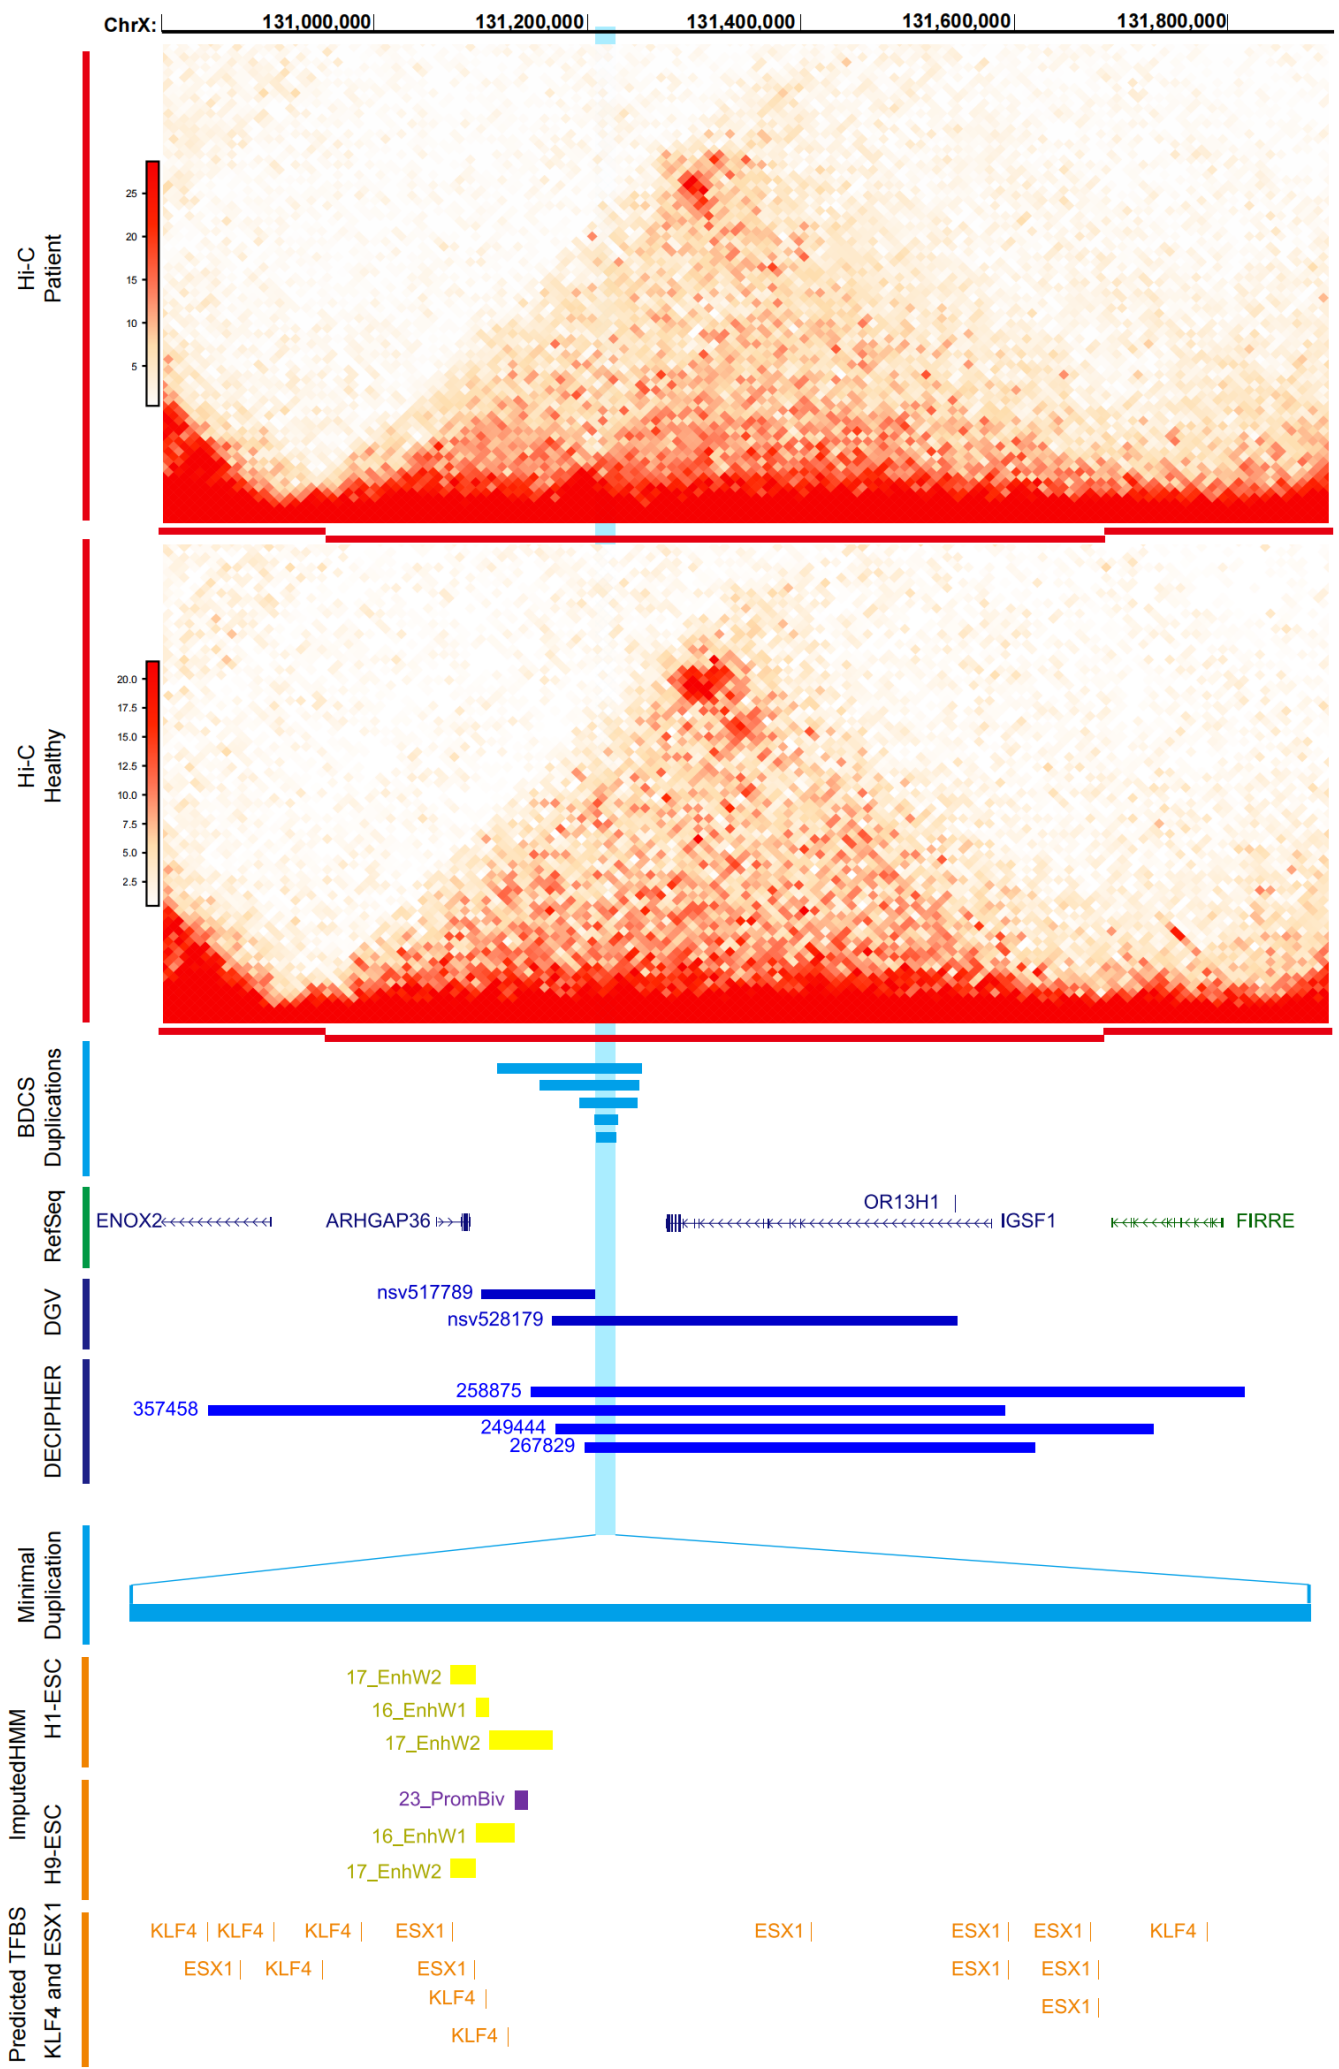 ChrX: 131,000,000 131,200,000 131,400,000 131,600,000 131,800,000
Hi-C
Patient
25
20
15
10
5
Hi-C
Healthy
20.0
17.5
15.0
12.5
10.0
7.5
5.0
2.5
BDCS
Duplications
RefSeq
OR13H1
ENOX2 ARHGAP36 IGSF1 FIRRE
DGV
nsv517789
nsv528179
DECIPHER
258875
357458
249444
267829
Minimal
Duplication
ImputedHMM
H1-ESC
17_EnhW2
16_EnhW1
17_EnhW2
H9-ESC
23_PromBiv
16_EnhW1
17_EnhW2
Predicted TFBS
KLF4 and ESX1
KLF4 KLF4 KLF4 ESX1 ESX1 ESX1 ESX1 KLF4
ESX1 KLF4 ESX1 ESX1 ESX1
KLF4 ESX1
KLF4